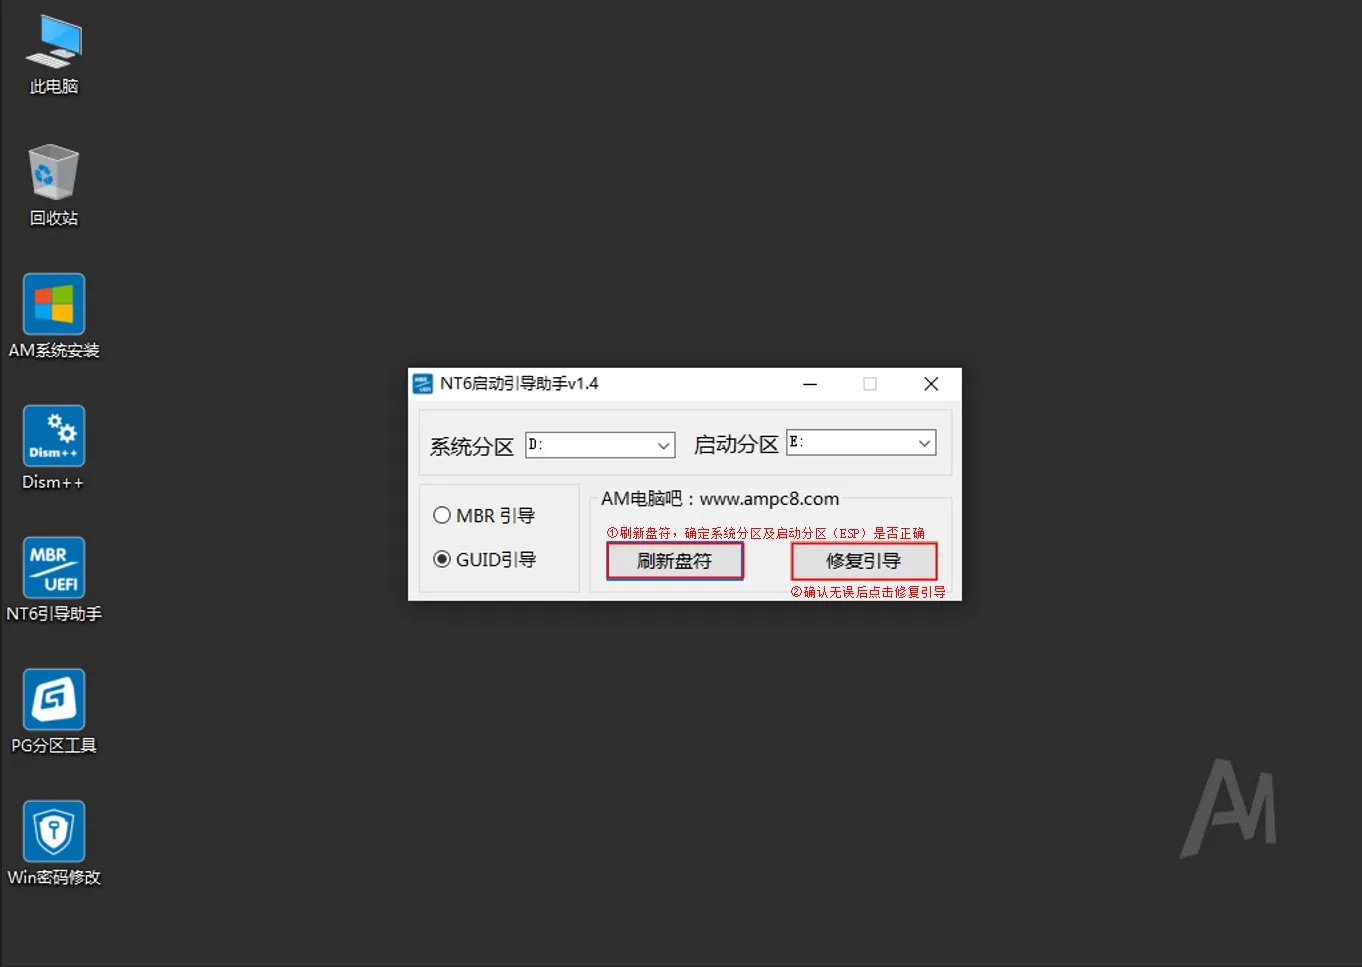 此电脑
回收站
AM系统安装
Dism++
Dism++
MBR
UEFI
NT6引导助手
PG分区工具
Win密码修改
MBR
UEFI
NT6启动引导助手v1.4
系统分区 D: 启动分区 E:
MBR 引导
GUID引导
AM电脑吧：www.ampc8.com
①刷新盘符，确定系统分区及启动分区（ESP）是否正确
刷新盘符 修复引导
②确认无误后点击修复引导
AM